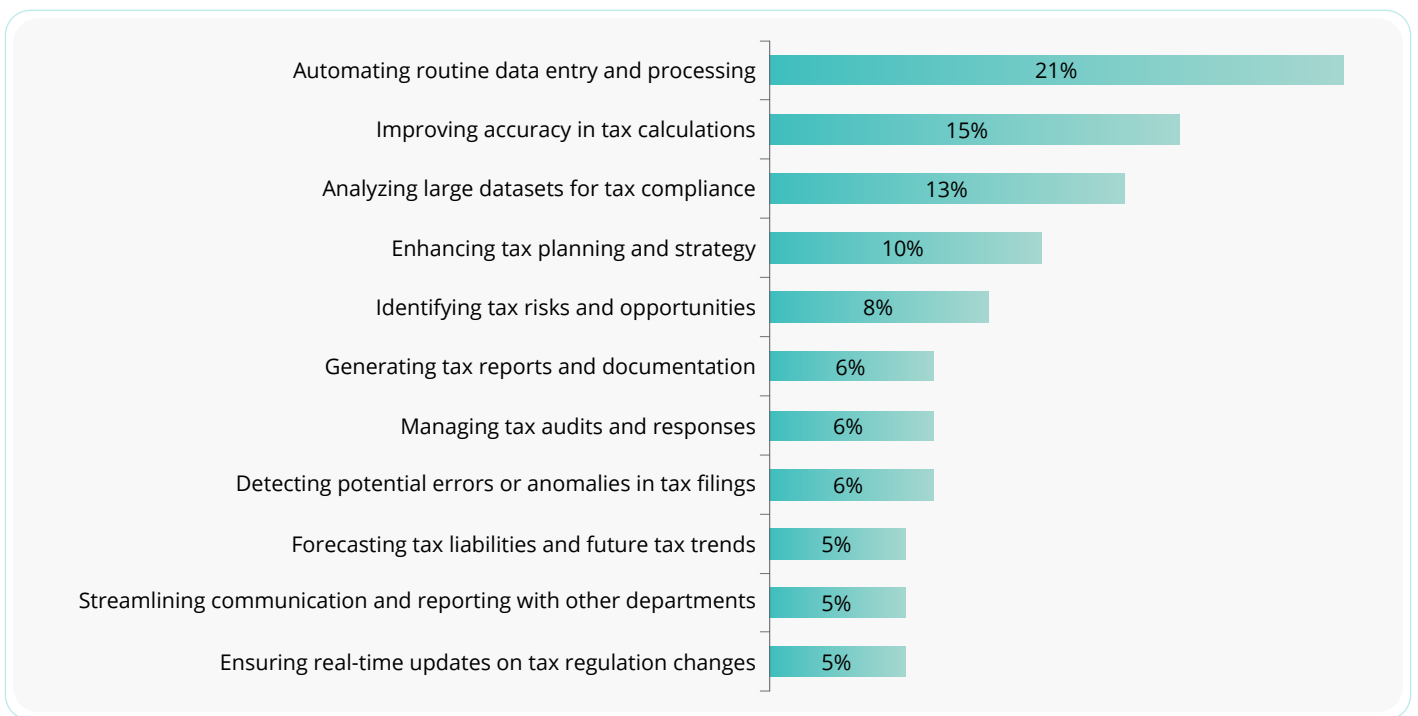 Automating routine data entry and processing 21%
Improving accuracy in tax calculations 15%
Analyzing large datasets for tax compliance 13%
Enhancing tax planning and strategy 10%
Identifying tax risks and opportunities 8%
Generating tax reports and documentation 6%
Managing tax audits and responses 6%
Detecting potential errors or anomalies in tax filings 6%
Forecasting tax liabilities and future tax trends 5%
Streamlining communication and reporting with other departments 5%
Ensuring real-time updates on tax regulation changes 5%